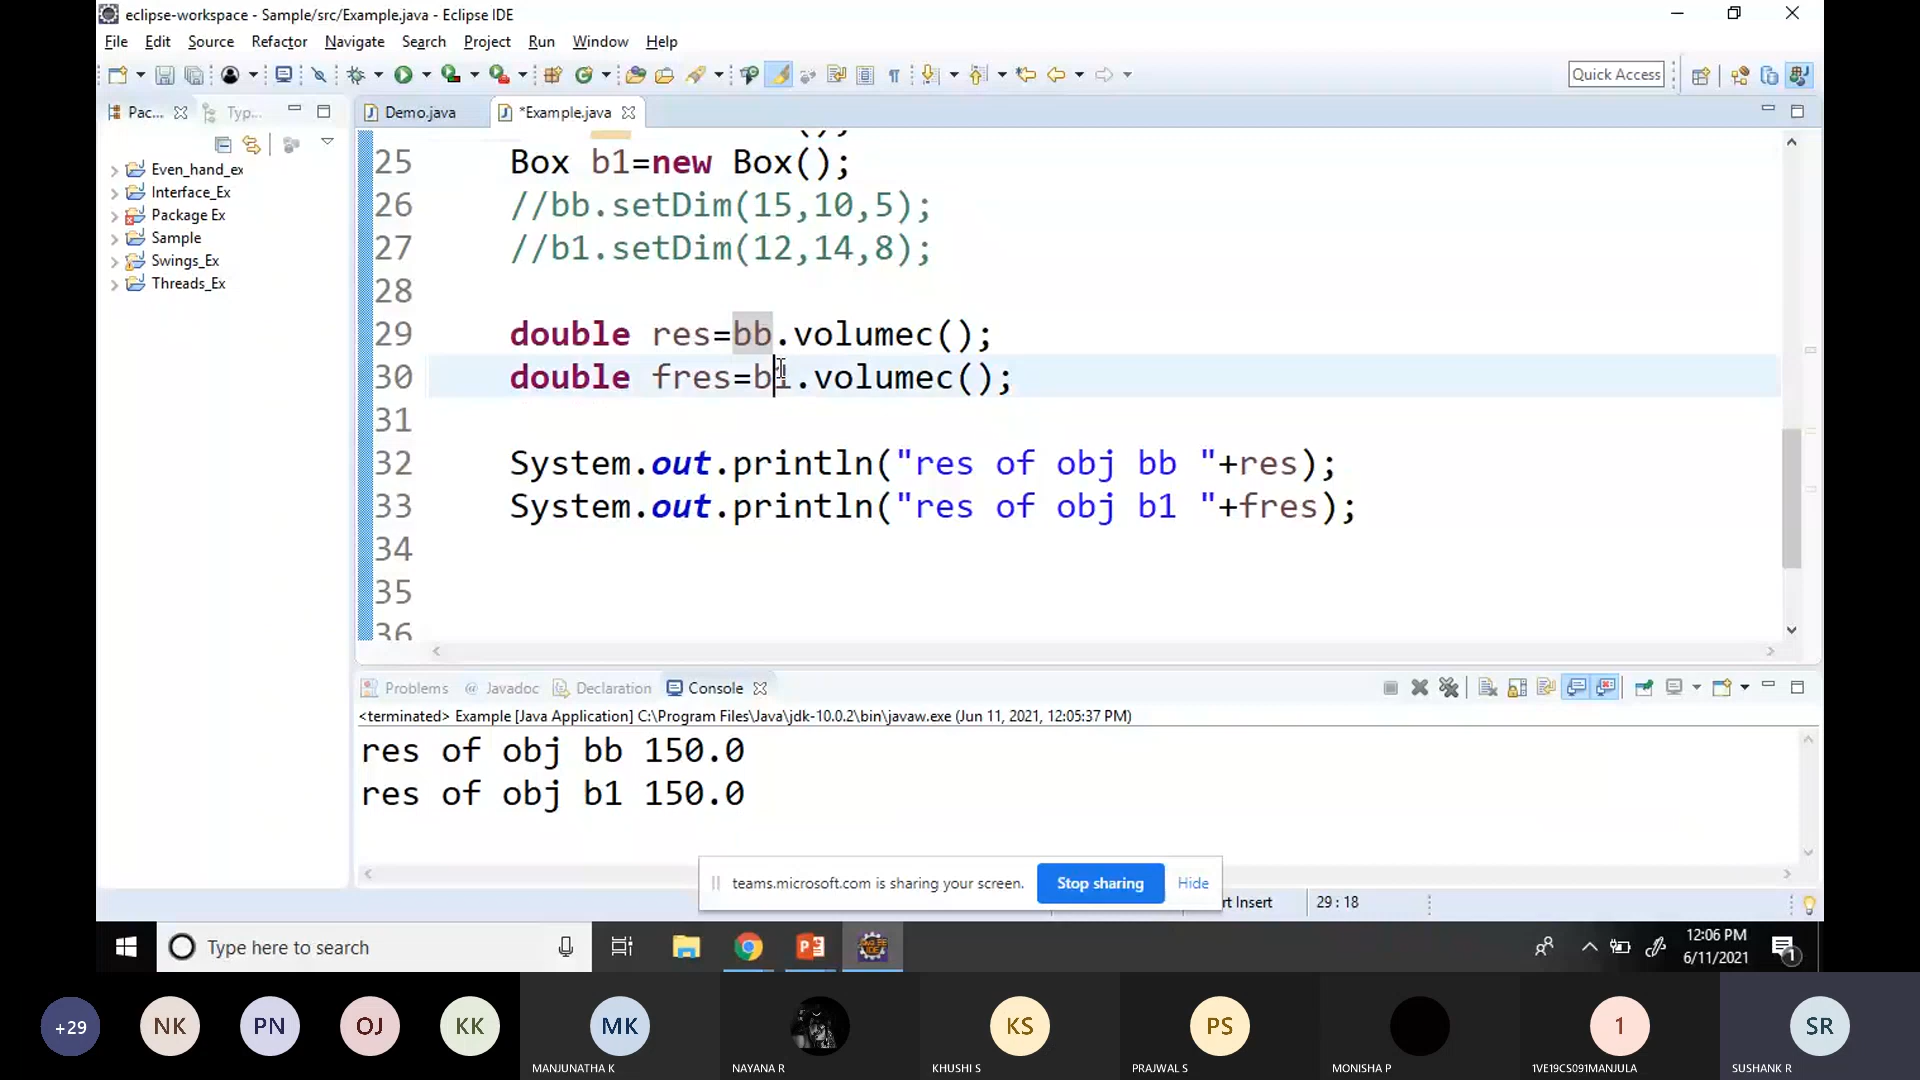 eclipse-workspace - Sample/src/Example.java - Eclipse IDE
File Edit Source Refactor Navigate Search Project Run Window Help
Quick Access
Pac... Typ...
Demo.java *Example.java
Even_hand_ex
Interface_Ex
Package Ex
Sample
Swings_Ex
Threads_Ex
25 Box b1=new Box();
26 //bb.setDim(15,10,5);
27 //b1.setDim(12,14,8);
28
29 double res=bb.volumec();
30 double fres=b1.volumec();
31
32 System.out.println("res of obj bb "+res);
33 System.out.println("res of obj b1 "+fres);
34
35
36
Problems @ Javadoc Declaration Console
<terminated> Example [Java Application] C:\Program Files\Java\jdk-10.0.2\bin\javaw.exe (Jun 11, 2021, 12:05:37 PM)
res of obj bb 150.0
res of obj b1 150.0
teams.microsoft.com is sharing your screen. Stop sharing Hide
rt Insert 29 : 18
Type here to search
12:06 PM
6/11/2021
1
+29 NK PN OJ KK MK KS PS 1 SR
MANJUNATHA K NAYANA R KHUSHI S PRAJWAL S MONISHA P 1VE19CS091MANJULA SUSHANK R